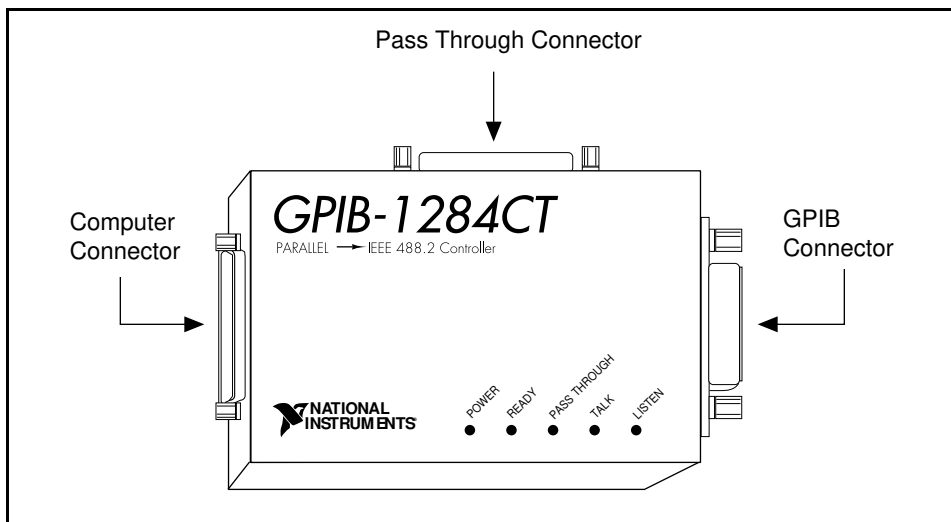 Pass Through Connector
Computer
Connector
GPIB-1284CT
PARALLEL → IEEE 488.2 Controller
GPIB
Connector
POWER
READY
PASS THROUGH
TALK
LISTEN
NATIONAL
INSTRUMENTS®